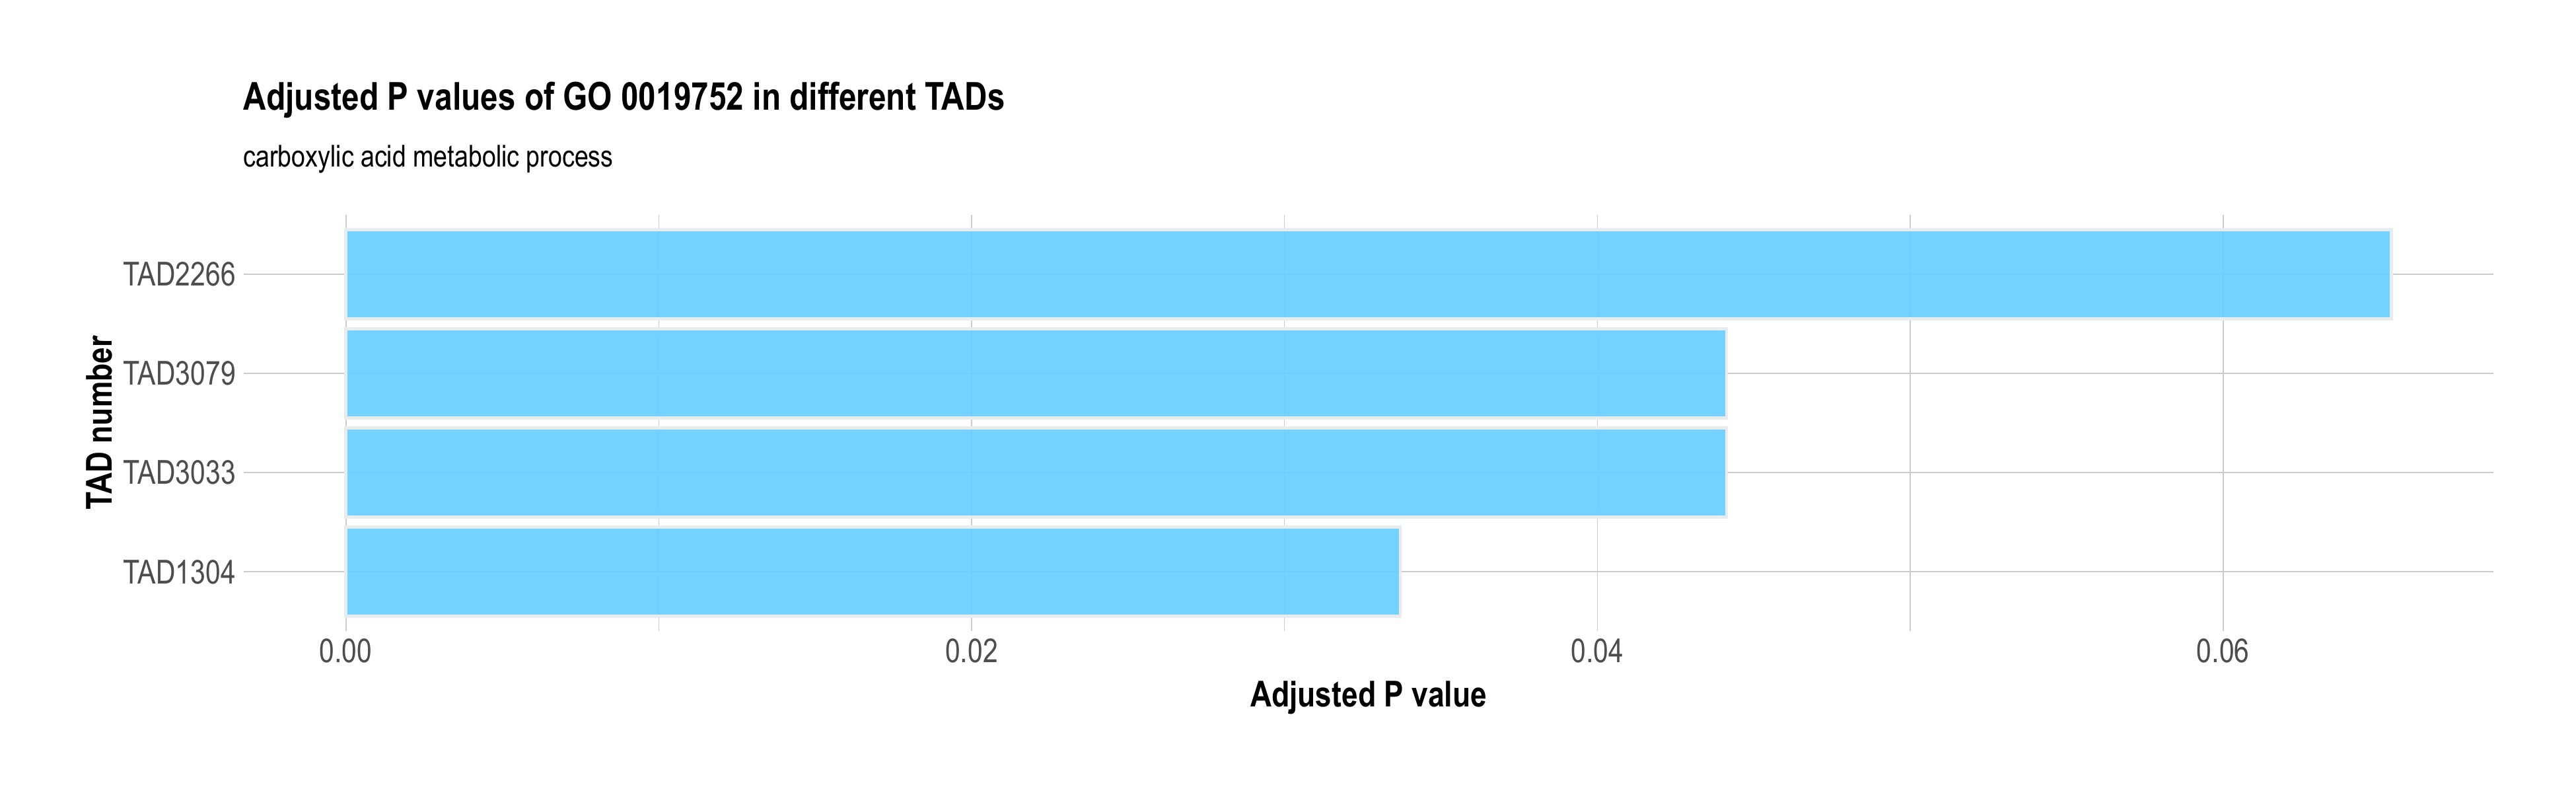 Adjusted P values of GO 0019752 in different TADs
carboxylic acid metabolic process
TAD number
TAD2266
TAD3079
TAD3033
TAD1304
0.00 0.02 0.04 0.06
Adjusted P value